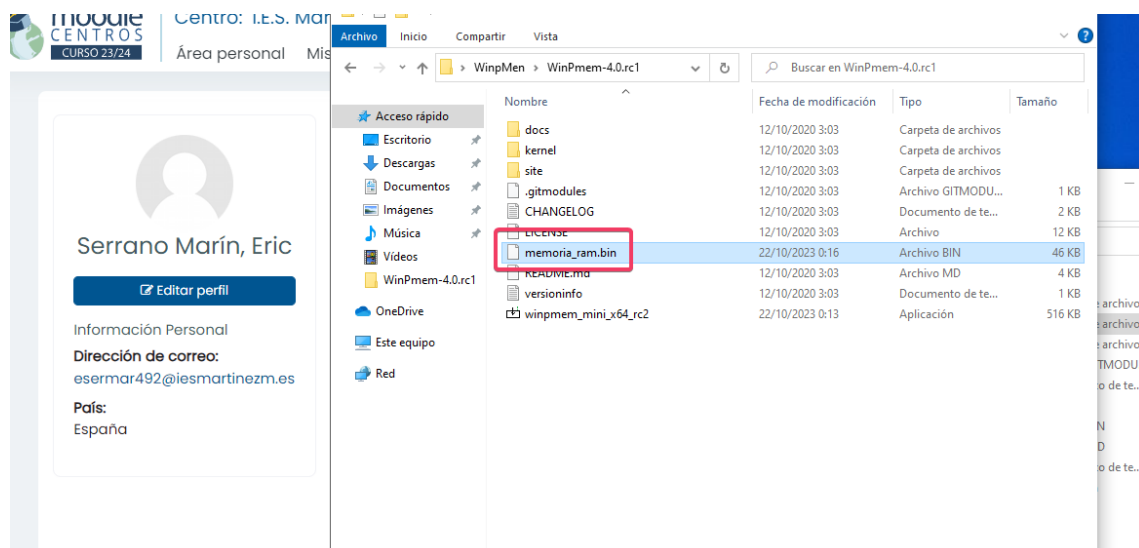 moodle
CENTROS
CURSO 23/24
Centro: I.E.S. Mar
Área personal Mis
Serrano Marín, Eric
Editar perfil
Información Personal
Dirección de correo:
esermar492@iesmartinezm.es
País:
España
Archivo Inicio Compartir Vista
WinpMen > WinPmem-4.0.rc1
Buscar en WinPmem-4.0.rc1
Acceso rápido
Escritorio
Descargas
Documentos
Imágenes
Música
Vídeos
WinPmem-4.0.rc1
OneDrive
Este equipo
Red
Nombre Fecha de modificación Tipo Tamaño
docs 12/10/2020 3:03 Carpeta de archivos
kernel 12/10/2020 3:03 Carpeta de archivos
site 12/10/2020 3:03 Carpeta de archivos
.gitmodules 12/10/2020 3:03 Archivo GITMODU... 1 KB
CHANGELOG 12/10/2020 3:03 Documento de te... 2 KB
LICENSE 12/10/2020 3:03 Archivo 12 KB
memoria_ram.bin 22/10/2023 0:16 Archivo BIN 46 KB
README.md 12/10/2020 3:03 Archivo MD 4 KB
versioninfo 12/10/2020 3:03 Documento de te... 1 KB
winpmem_mini_x64_rc2 22/10/2023 0:13 Aplicación 516 KB
archivo
archivo
archivo
TMODU
o de te..
N
D
o de te..